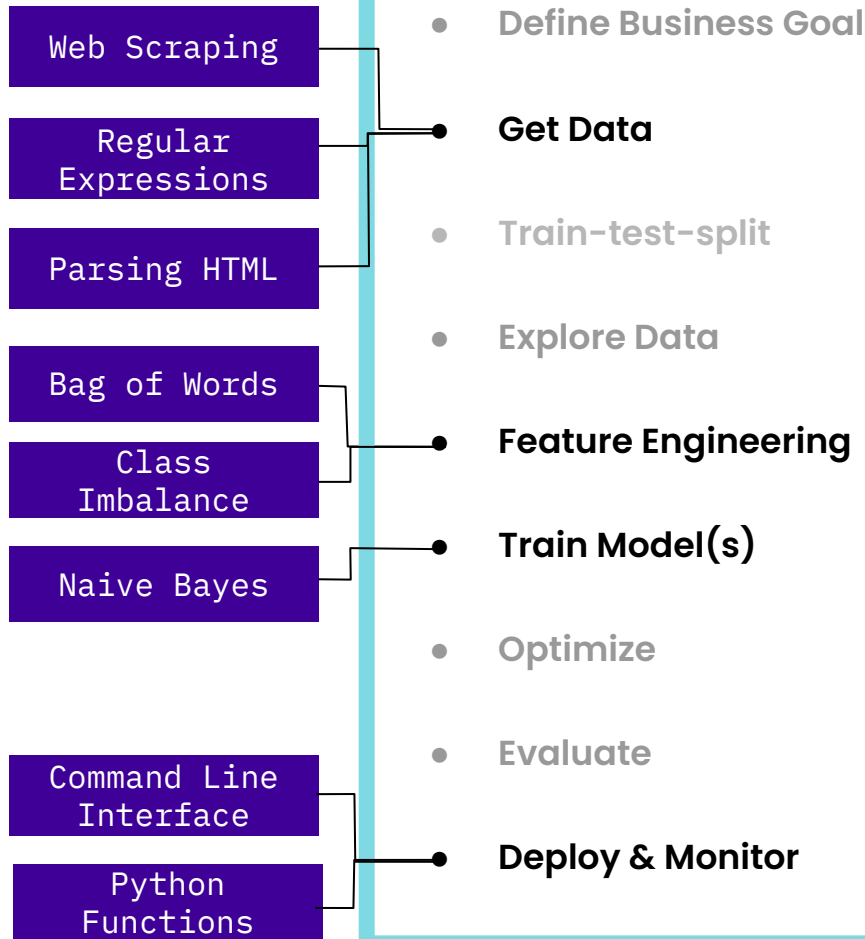 Web Scraping
Regular
Expressions
Parsing HTML
Bag of Words
Class
Imbalance
Naive Bayes
Command Line
Interface
Python
Functions
Define Business Goal
Get Data
Train-test-split
Explore Data
Feature Engineering
Train Model(s)
Optimize
Evaluate
Deploy & Monitor